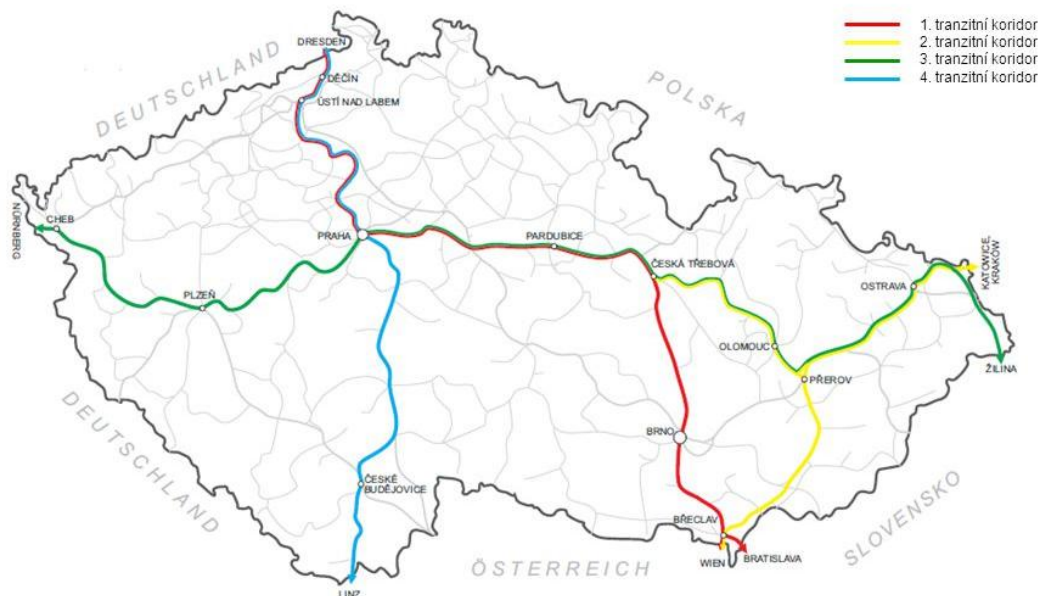 1. tranzitní koridor
2. tranzitní koridor
3. tranzitní koridor
4. tranzitní koridor
DRESDEN
DEUTSCHLAND
DĚČÍN
ÚSTÍ NAD LABEM
POLSKA
NÜRNBERG
CHEB
PRAHA
PARDUBICE
ČESKÁ TŘEBOVÁ
KATOWICE,
KRAKÓW
OSTRAVA
PLZEŇ
OLOMOUC
ŽILINA
PŘEROV
DEUTSCHLAND
BRNO
ČESKÉ
BUDĚJOVICE
SLOVENSKO
BŘECLAV
WIEN
BRATISLAVA
ÖSTERREICH
LINZ